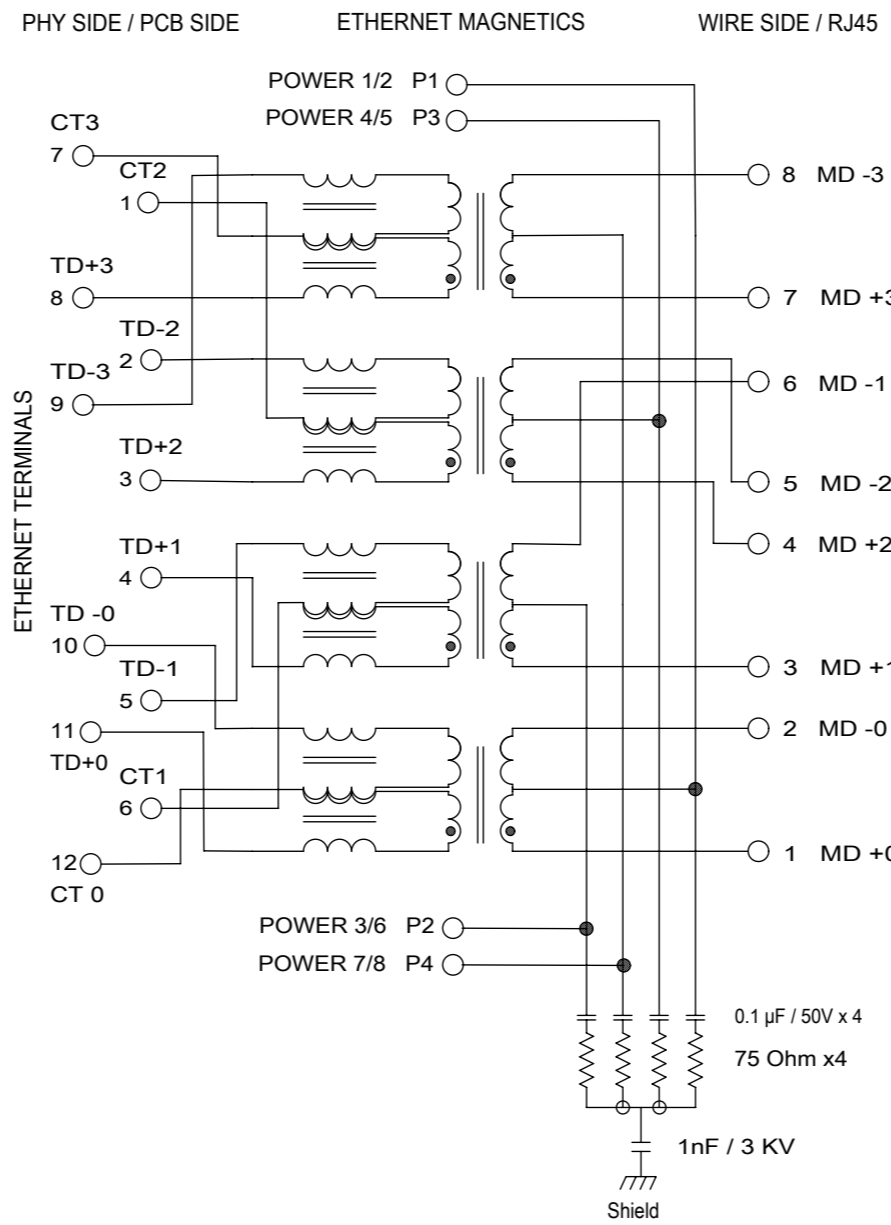 PHY SIDE / PCB SIDE
ETHERNET MAGNETICS
WIRE SIDE / RJ45
POWER 1/2 P1
POWER 4/5 P3
CT3
7
CT2
1
8 MD -3
TD+3
8
7 MD +3
TD-2
2
TD-3
9
6 MD -1
ETHERNET TERMINALS
TD+2
3
5 MD -2
4 MD +2
TD+1
4
TD -0
10
TD-1
5
3 MD +1
11
TD+0
2 MD -0
CT1
6
12
CT 0
1 MD +0
POWER 3/6 P2
POWER 7/8 P4
0.1 µF / 50V x 4
75 Ohm x4
1nF / 3 KV
Shield